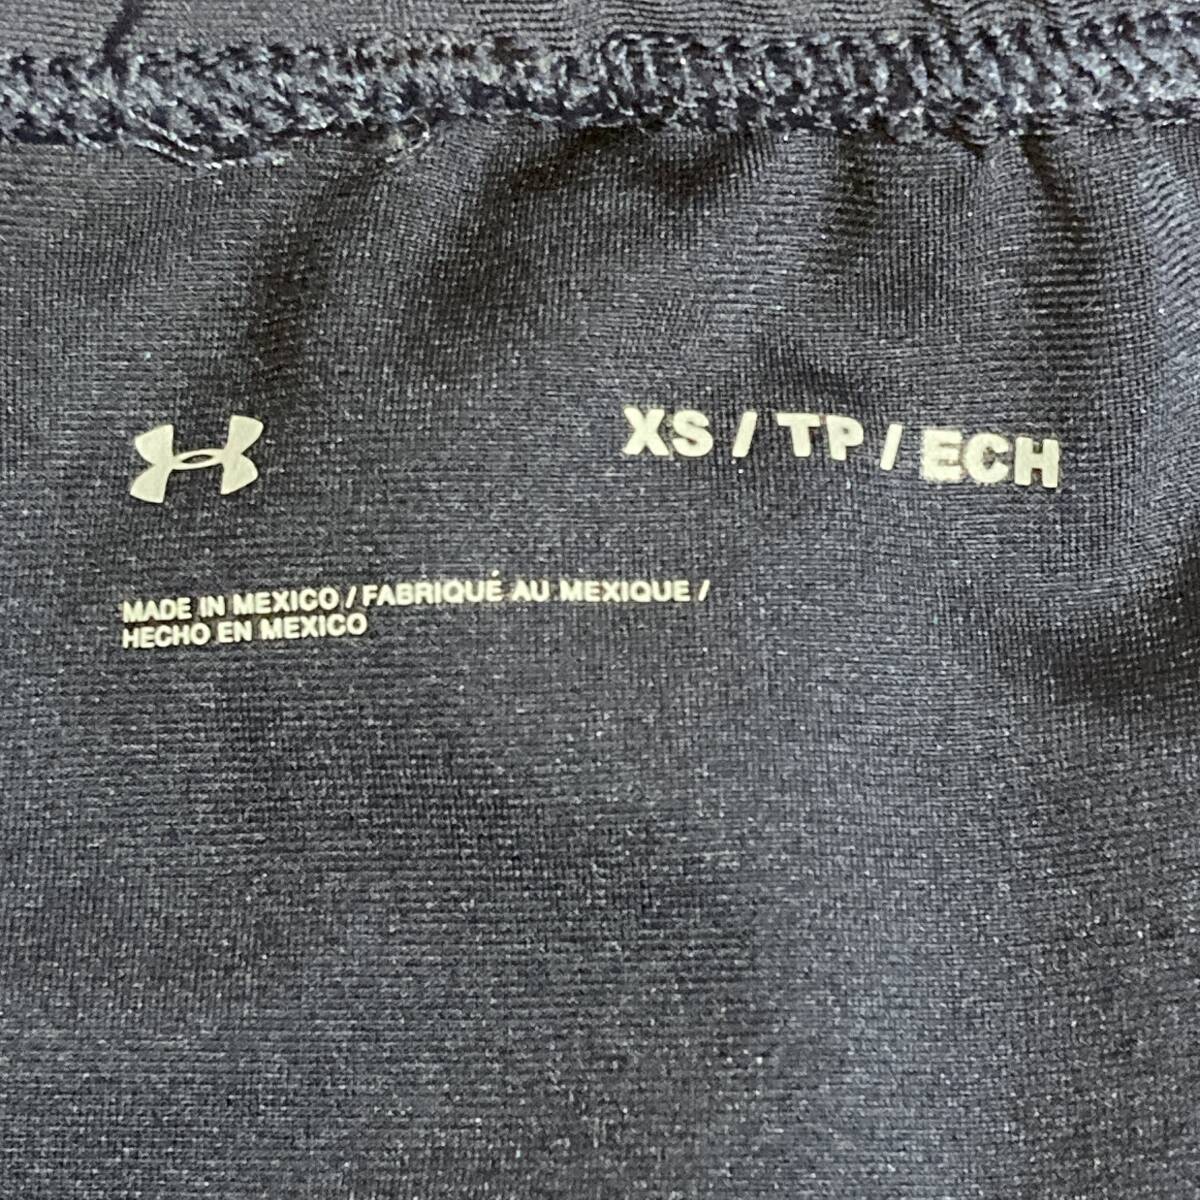 XS / TP / ECH
MADE IN MEXICO / FABRIQUÉ AU MEXIQUE /
HECHO EN MEXICO